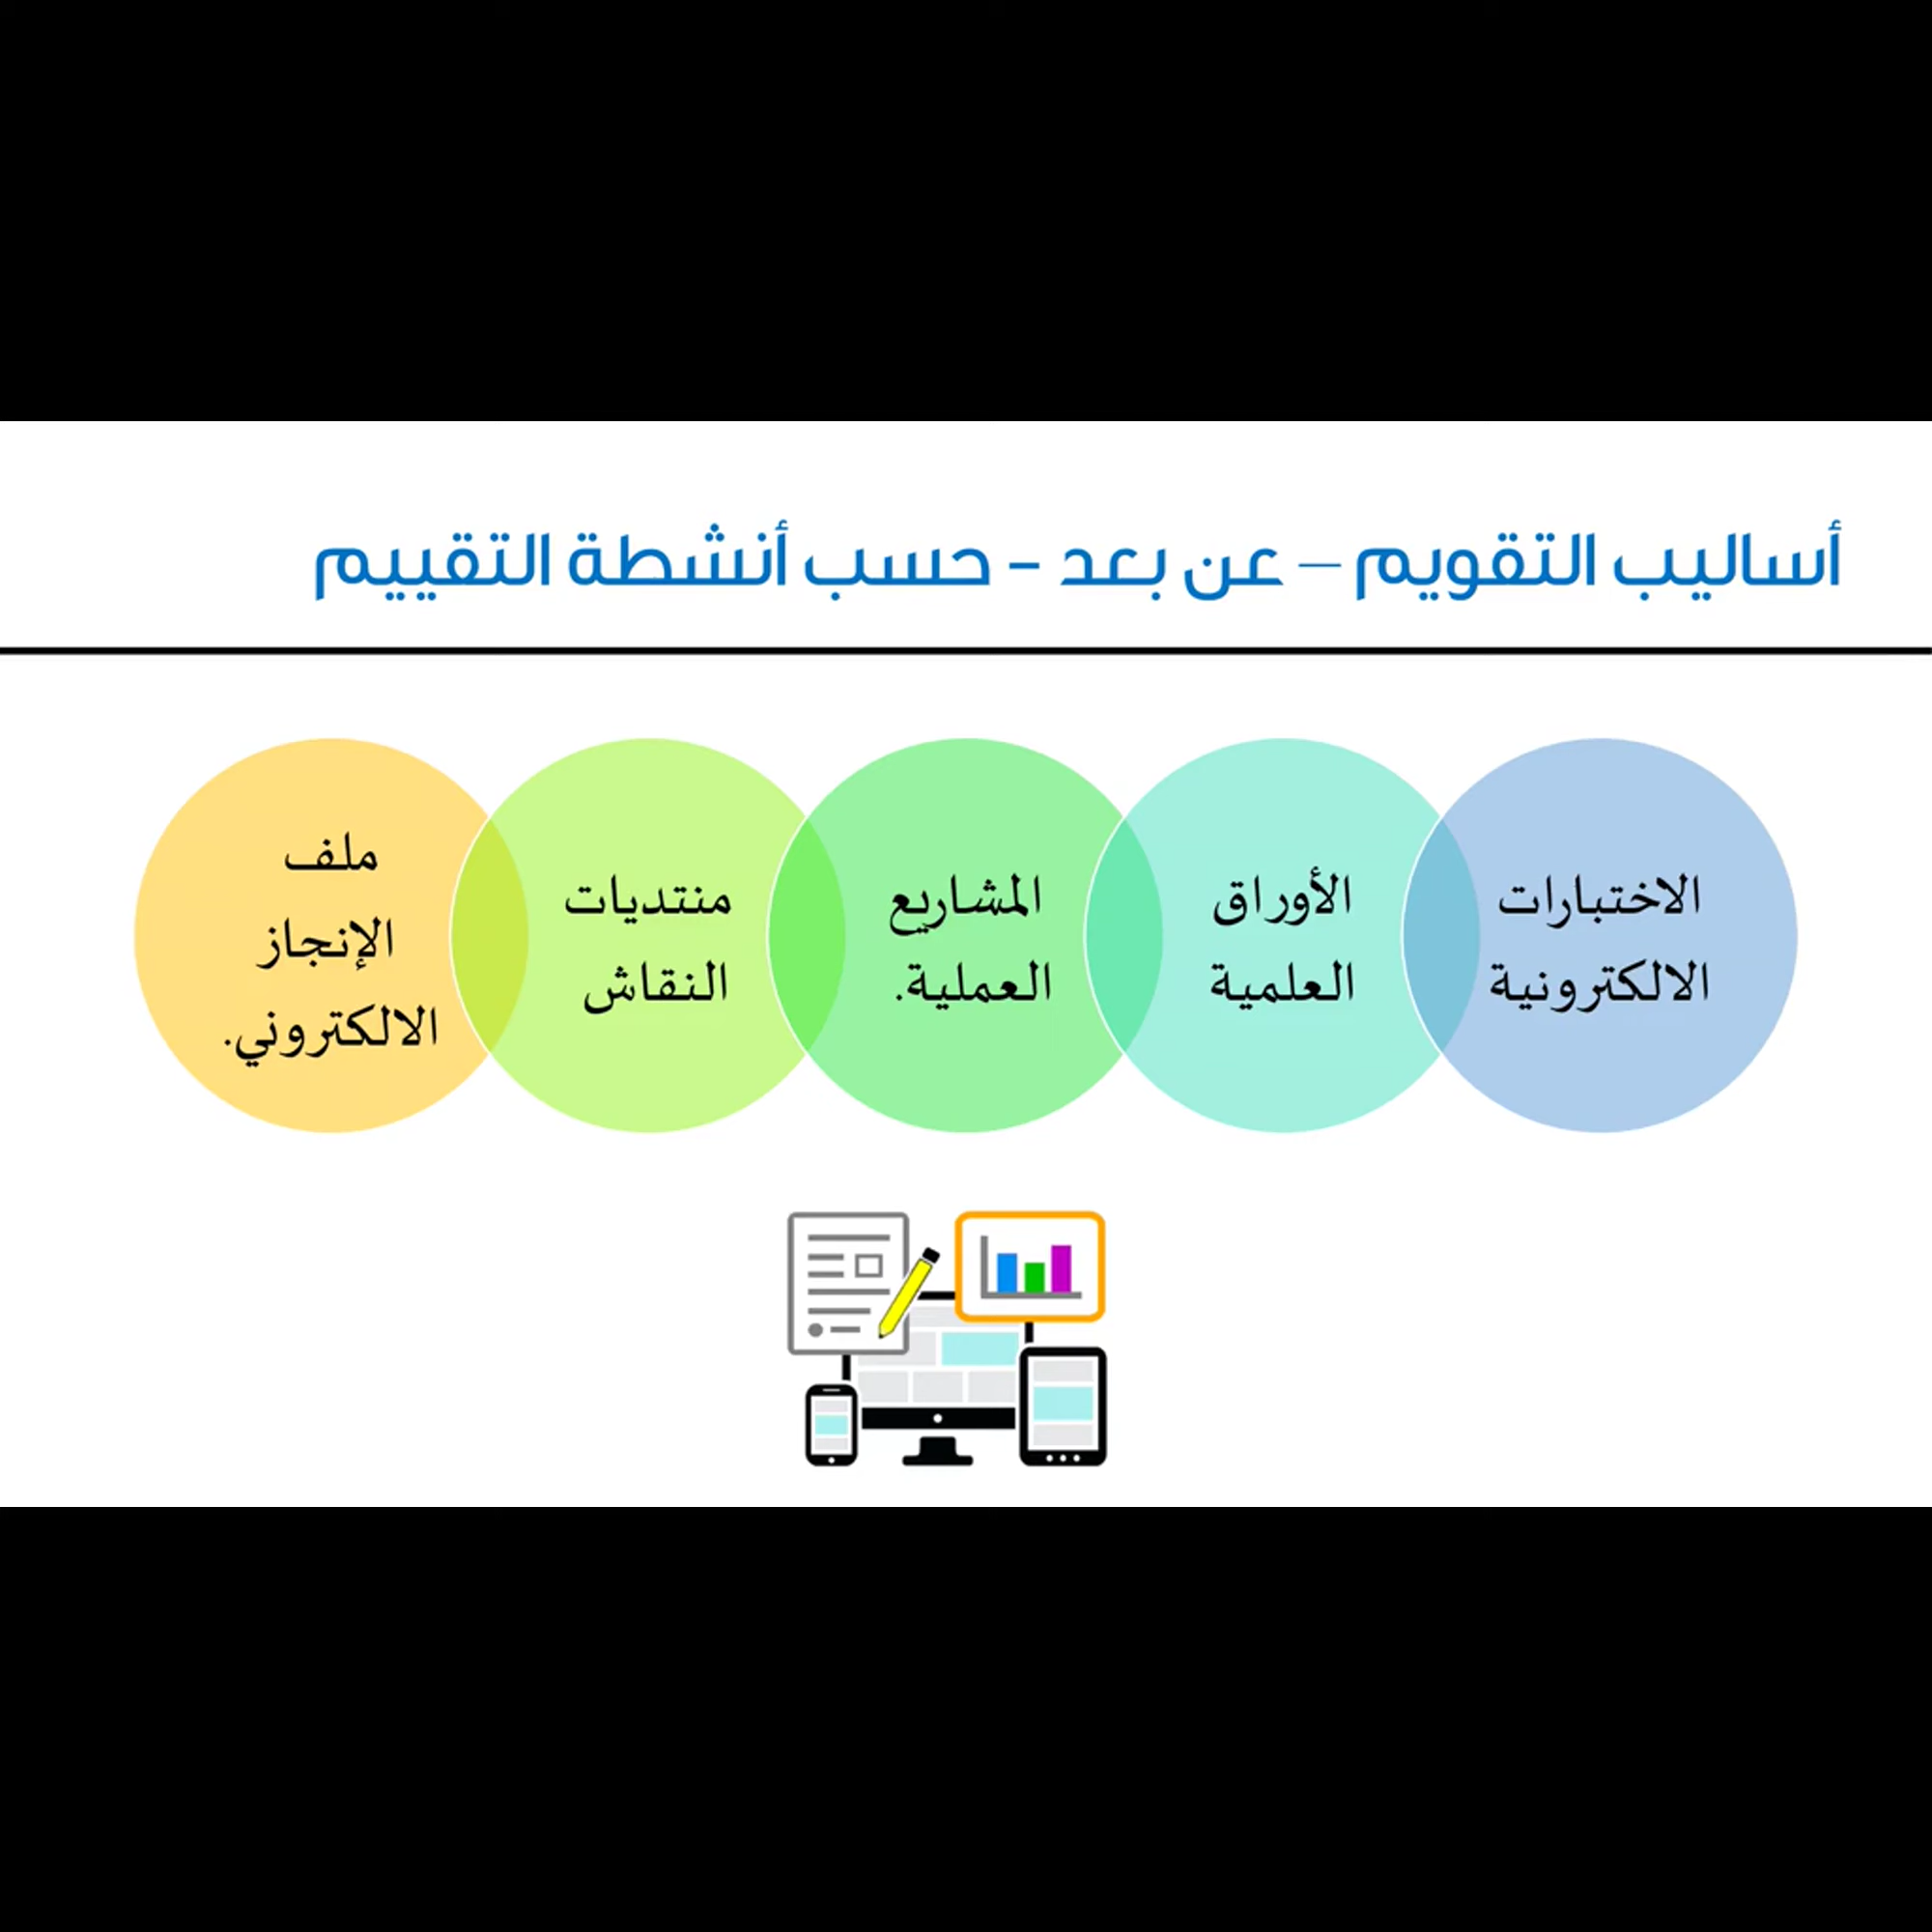 أساليب التقويم – عن بعد - حسب أنشطة التقييم
الاختبارات
الالكترونية
الأوراق
العلمية
المشاريع
العملية.
منتديات
النقاش
ملف
الإنجاز
الالكتروني.